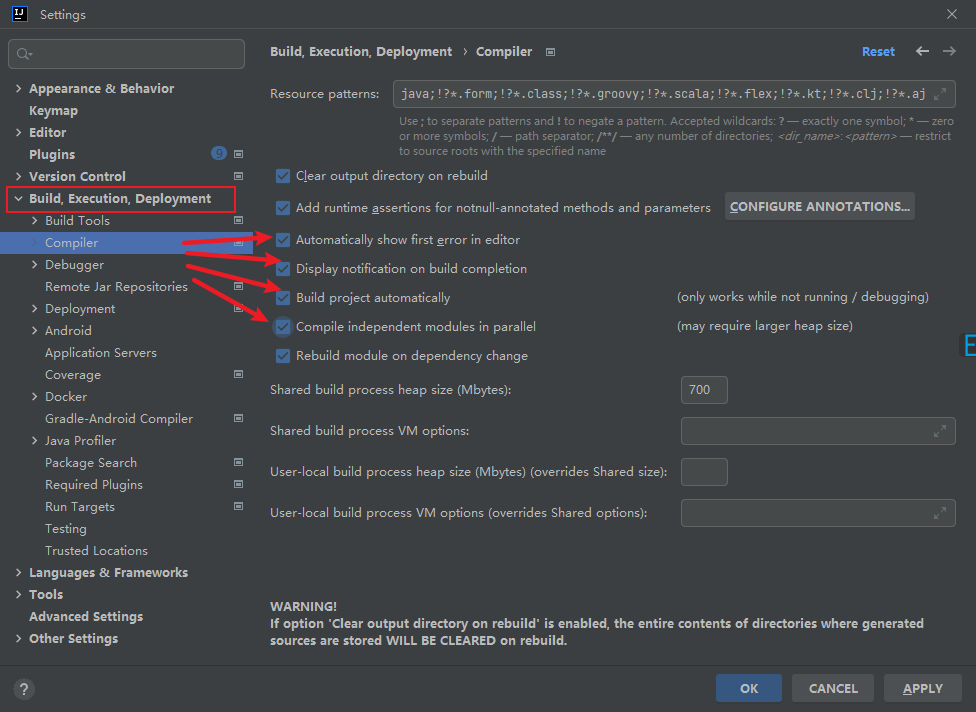 IJ
Settings
Appearance & Behavior
Keymap
Editor
Plugins 9
Version Control
Build, Execution, Deployment
Build Tools
Compiler
Debugger
Remote Jar Repositories
Deployment
Android
Application Servers
Coverage
Docker
Gradle-Android Compiler
Java Profiler
Package Search
Required Plugins
Run Targets
Testing
Trusted Locations
Languages & Frameworks
Tools
Advanced Settings
Other Settings
?
Build, Execution, Deployment › Compiler
Reset
Resource patterns: java;!?*.form;!?*.class;!?*.groovy;!?*.scala;!?*.flex;!?*.kt;!?*.clj;!?*.aj
Use ; to separate patterns and ! to negate a pattern. Accepted wildcards: ? — exactly one symbol; * — zero
or more symbols; / — path separator; /**/ — any number of directories; <dir_name>:<pattern> — restrict
to source roots with the specified name
Clear output directory on rebuild
Add runtime assertions for notnull-annotated methods and parameters CONFIGURE ANNOTATIONS...
Automatically show first error in editor
Display notification on build completion
Build project automatically (only works while not running / debugging)
Compile independent modules in parallel (may require larger heap size)
Rebuild module on dependency change
Shared build process heap size (Mbytes): 700
Shared build process VM options:
User-local build process heap size (Mbytes) (overrides Shared size):
User-local build process VM options (overrides Shared options):
WARNING!
If option 'Clear output directory on rebuild' is enabled, the entire contents of directories where generated
sources are stored WILL BE CLEARED on rebuild.
OK CANCEL APPLY